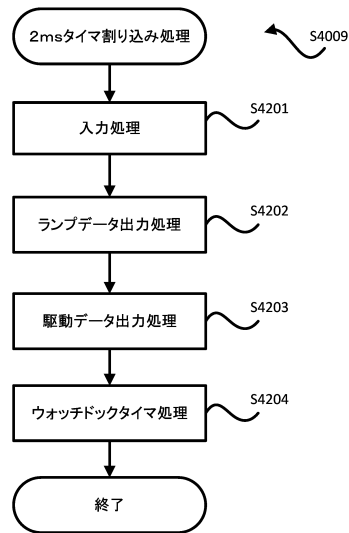 2msタイマ割り込み処理
S4009
入力処理
S4201
ランプデータ出力処理
S4202
駆動データ出力処理
S4203
ウォッチドックタイマ処理
S4204
終了